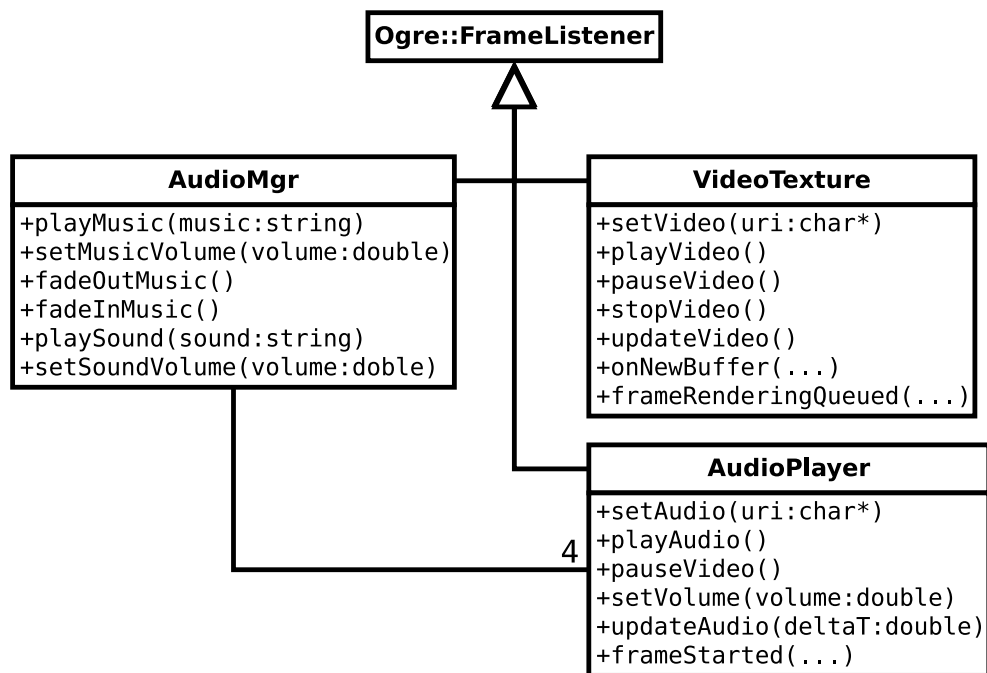 Ogre::FrameListener
AudioMgr
+playMusic(music:string)
+setMusicVolume(volume:double)
+fadeOutMusic()
+fadeInMusic()
+playSound(sound:string)
+setSoundVolume(volume:doble)
VideoTexture
+setVideo(uri:char*)
+playVideo()
+pauseVideo()
+stopVideo()
+updateVideo()
+onNewBuffer(...)
+frameRenderingQueued(...)
4
AudioPlayer
+setAudio(uri:char*)
+playAudio()
+pauseVideo()
+setVolume(volume:double)
+updateAudio(deltaT:double)
+frameStarted(...)